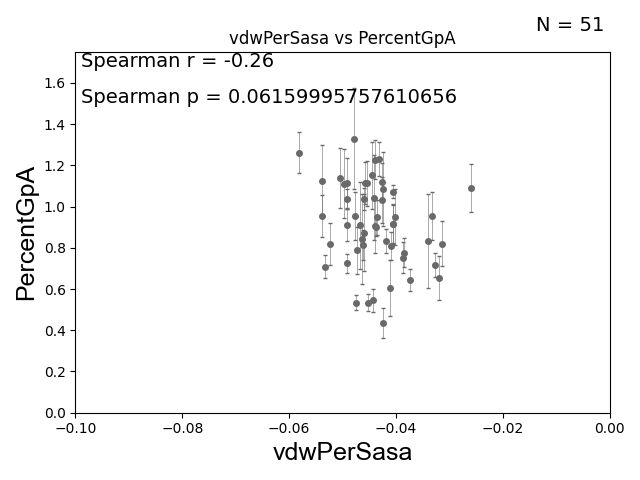 N = 51
vdwPerSasa vs PercentGpA
Spearman r = -0.26
Spearman p = 0.06159995757610656
PercentGpA
1.6
1.4
1.2
1.0
0.8
0.6
0.4
0.2
0.0
−0.10 −0.08 −0.06 −0.04 −0.02 0.00
vdwPerSasa